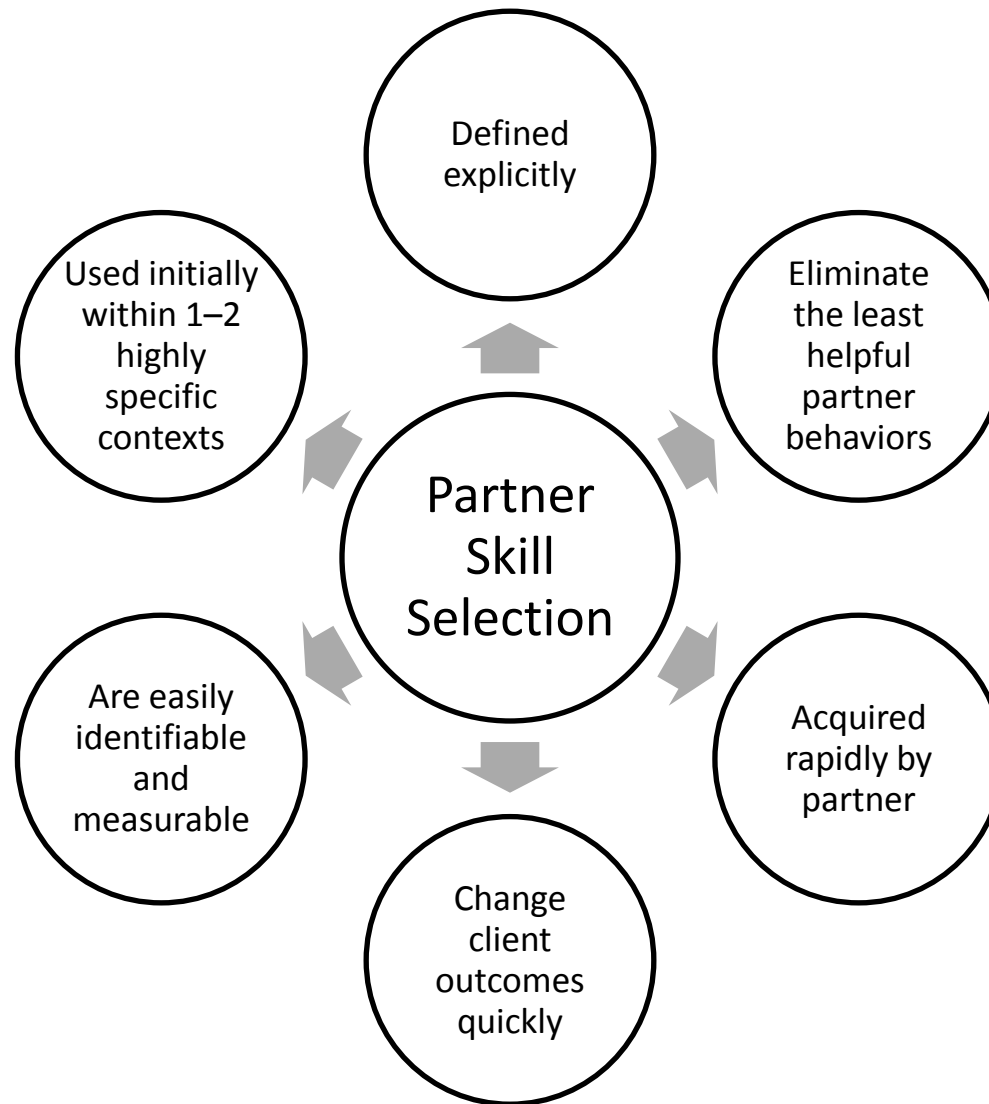 Defined
explicitly
Eliminate
the least
helpful
partner
behaviors
Acquired
rapidly by
partner
Change
client
outcomes
quickly
Are easily
identifiable
and
measurable
Used initially
within 1–2
highly
specific
contexts
Partner
Skill
Selection